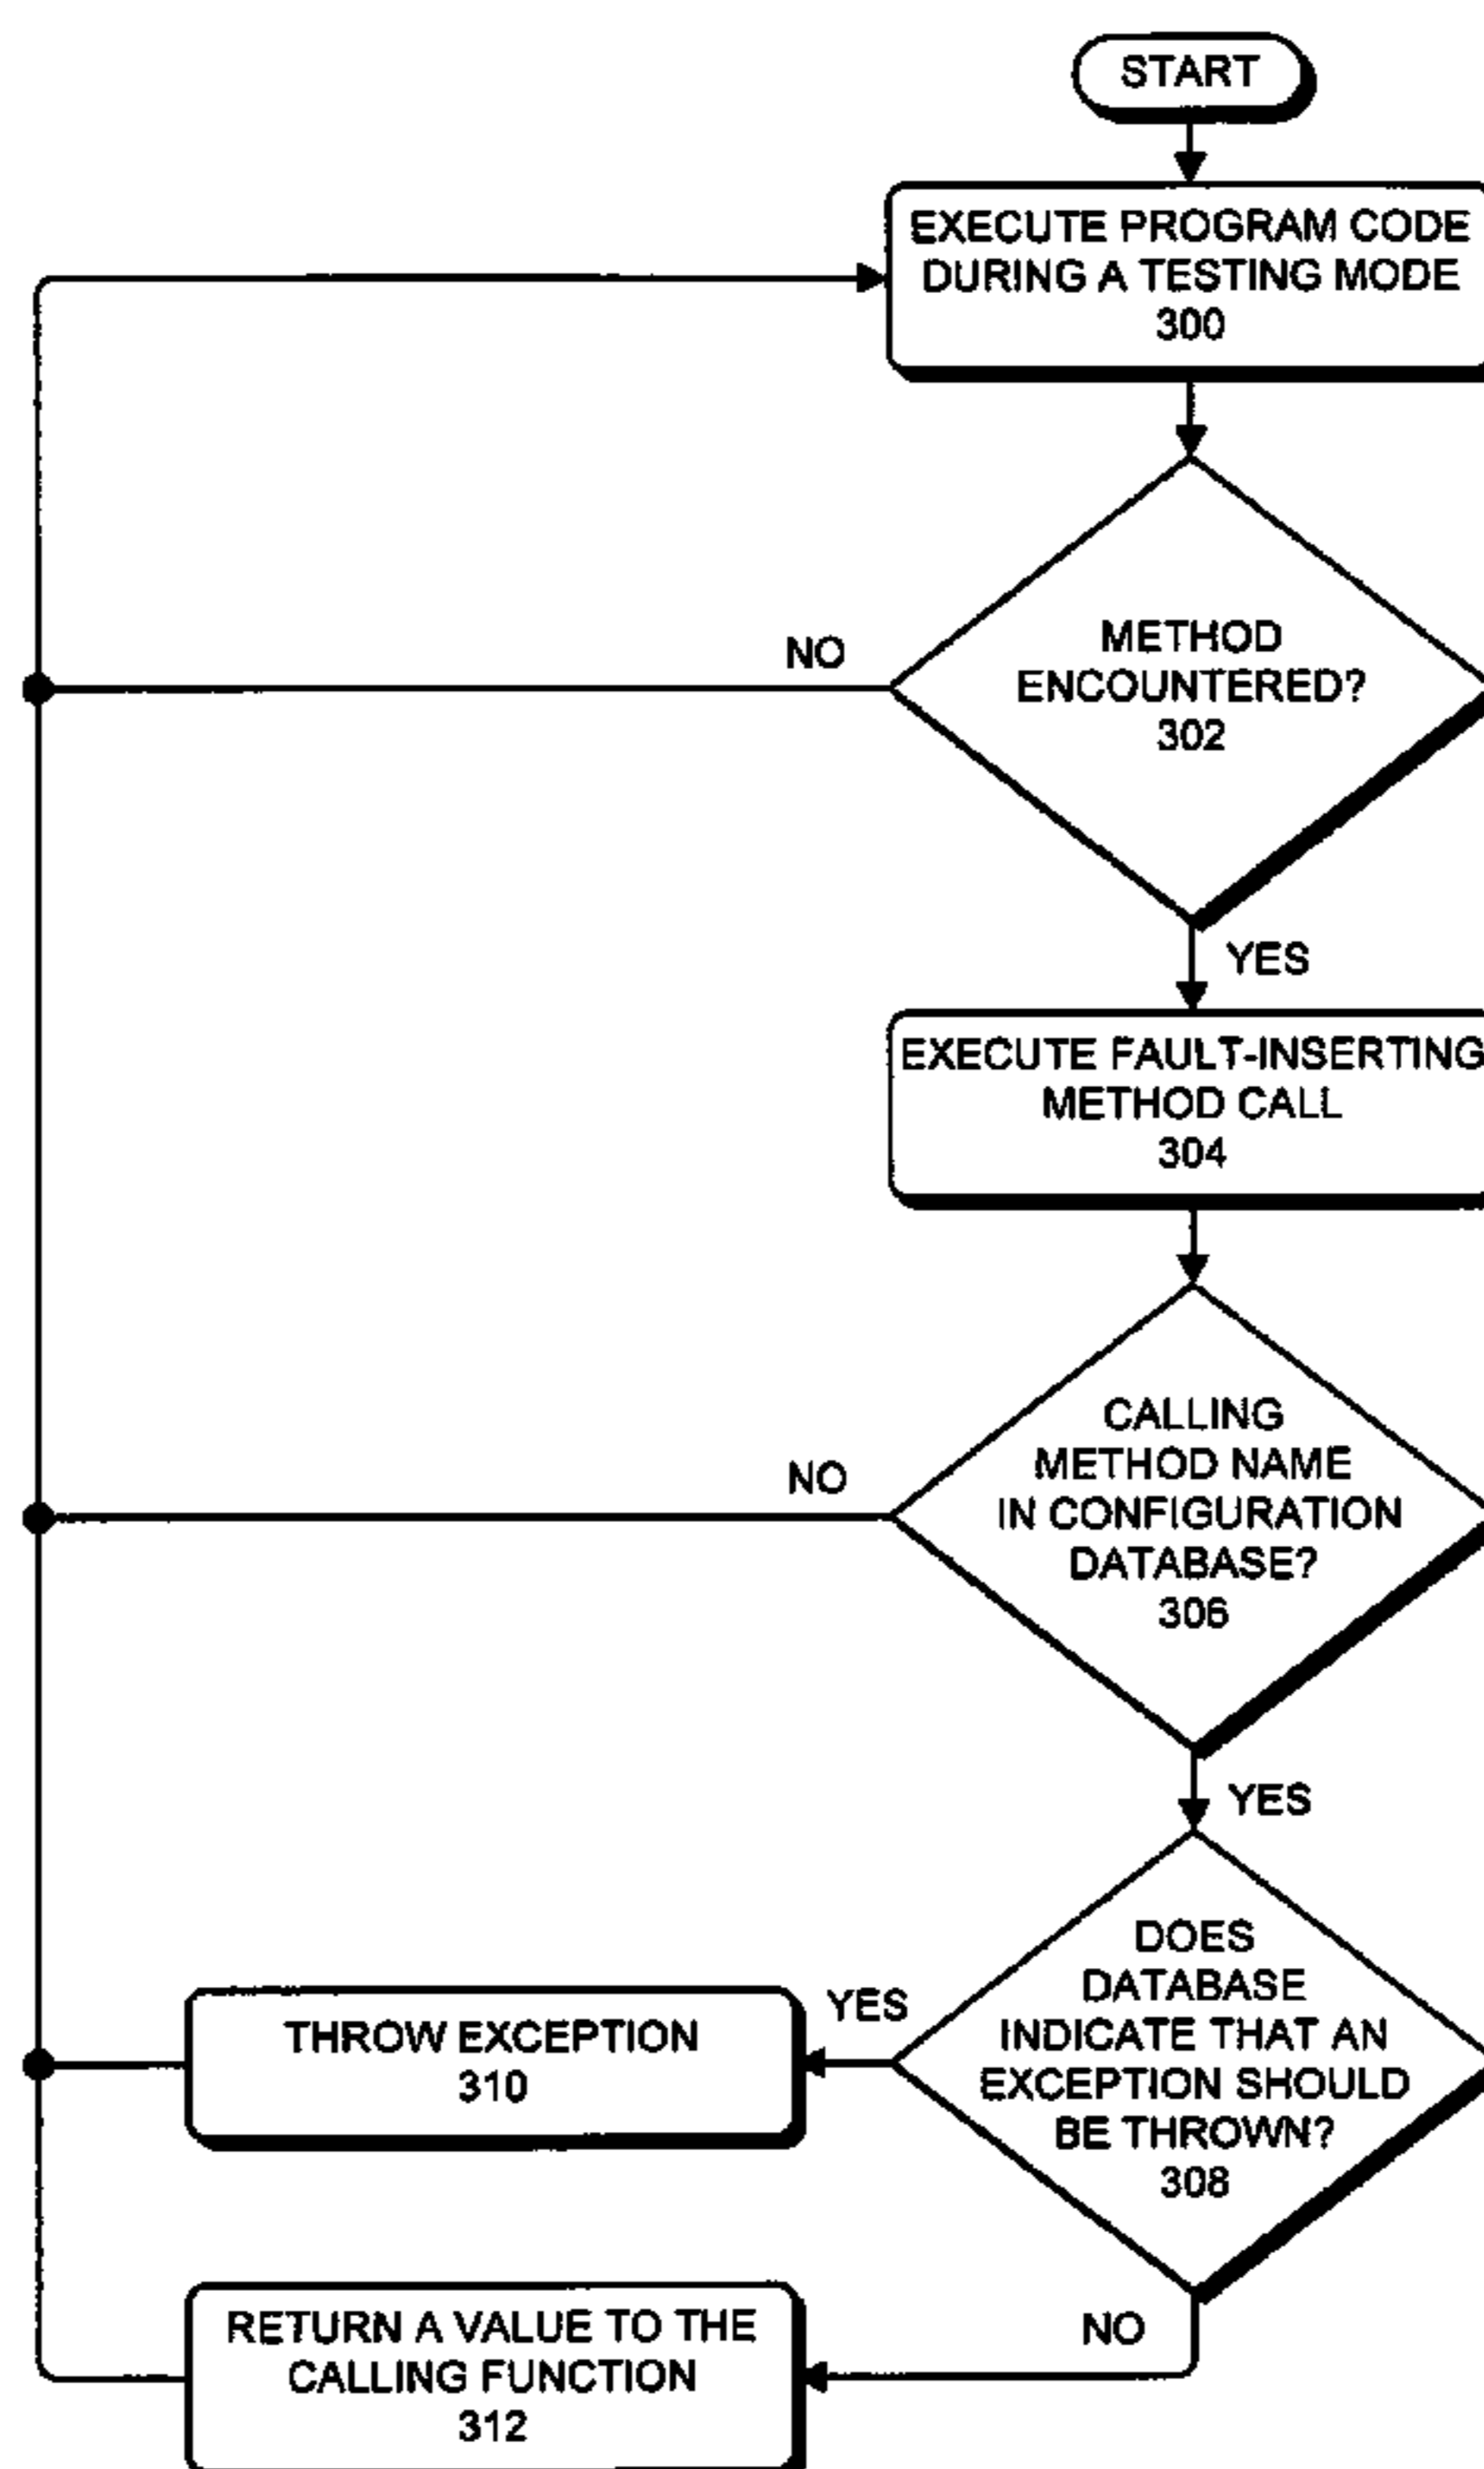 START
EXECUTE PROGRAM CODE
DURING A TESTING MODE
300
METHOD
ENCOUNTERED?
302
NO
YES
EXECUTE FAULT-INSERTING
METHOD CALL
304
CALLING
METHOD NAME
IN CONFIGURATION
DATABASE?
306
NO
YES
DOES
DATABASE
INDICATE THAT AN
EXCEPTION SHOULD
BE THROWN?
308
YES
THROW EXCEPTION
310
NO
RETURN A VALUE TO THE
CALLING FUNCTION
312